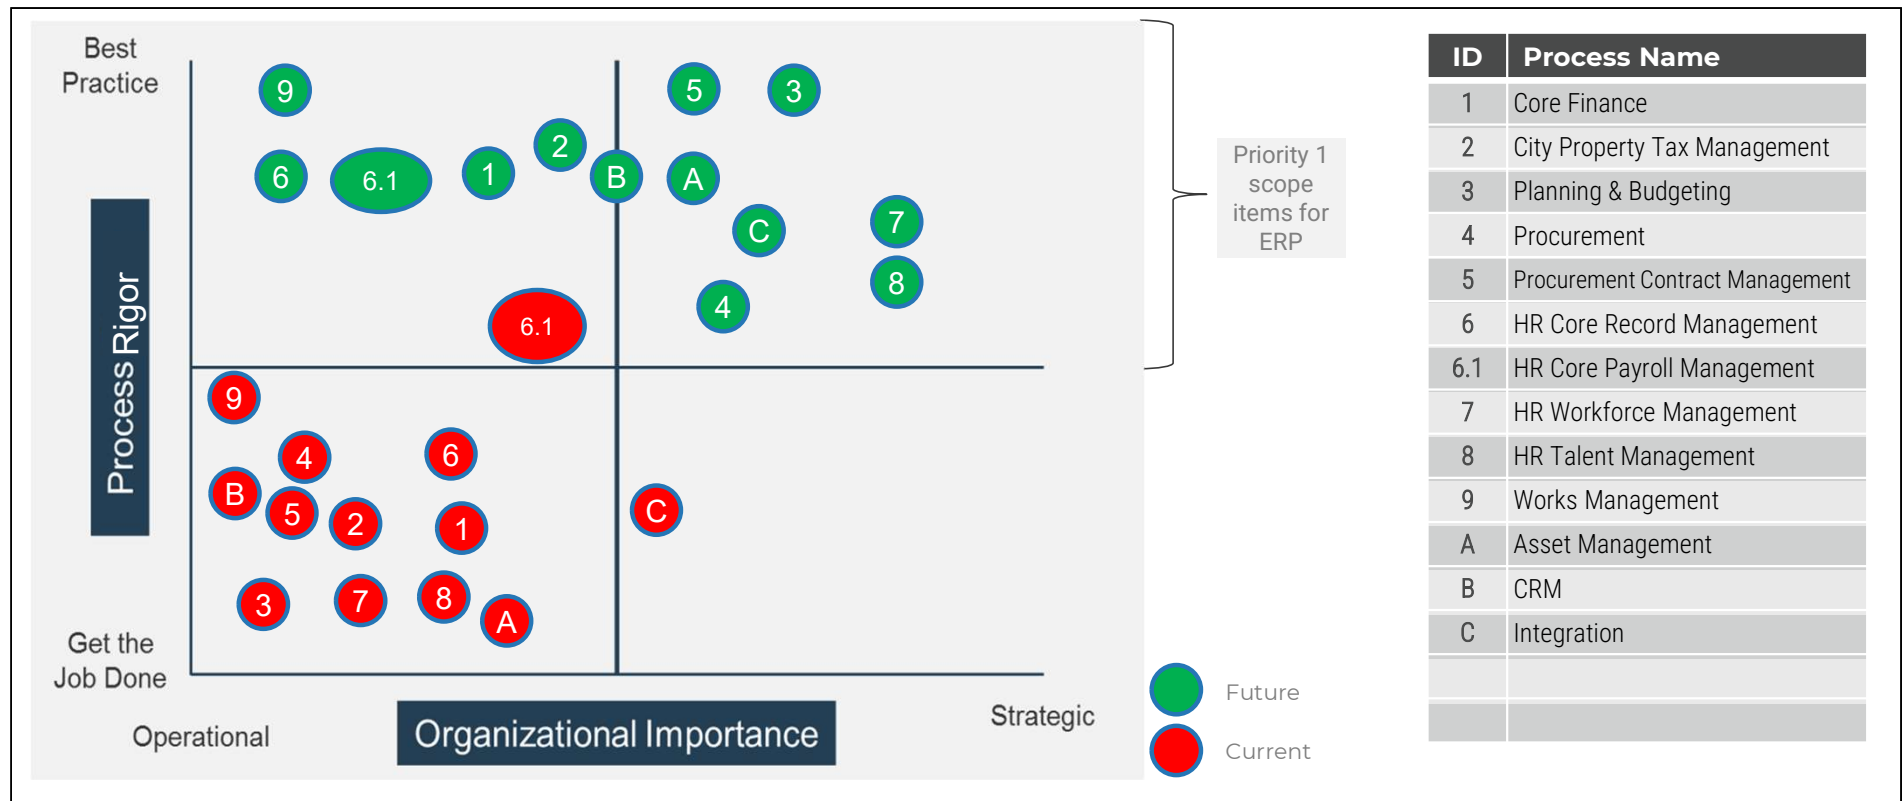 Best
Practice
9
5
3
2
6
6.1
1
B
A
C
7
8
4
6.1
Process Rigor
9
4
6
B
5
2
1
C
3
7
8
A
Get the
Job Done
Operational
Organizational Importance
Strategic
Priority 1
scope
items for
ERP
Future
Current
ID Process Name
1 Core Finance
2 City Property Tax Management
3 Planning & Budgeting
4 Procurement
5 Procurement Contract Management
6 HR Core Record Management
6.1 HR Core Payroll Management
7 HR Workforce Management
8 HR Talent Management
9 Works Management
A Asset Management
B CRM
C Integration